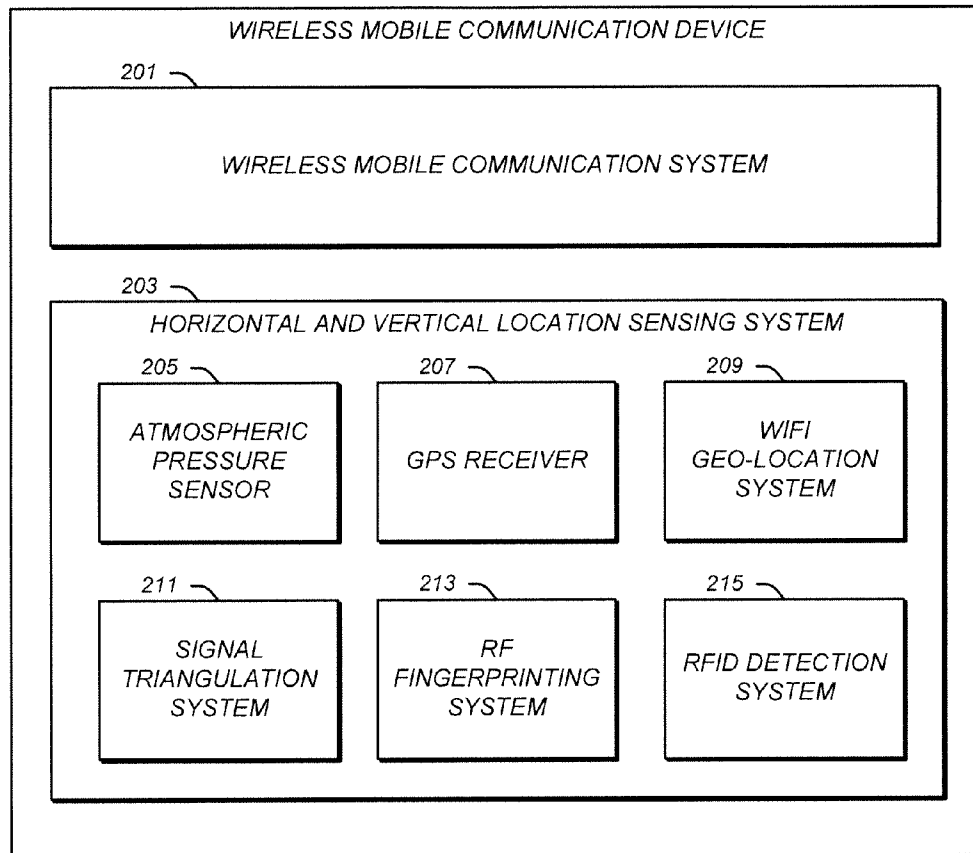 WIRELESS MOBILE COMMUNICATION DEVICE
201
WIRELESS MOBILE COMMUNICATION SYSTEM
203
HORIZONTAL AND VERTICAL LOCATION SENSING SYSTEM
205
ATMOSPHERIC
PRESSURE
SENSOR
207
GPS RECEIVER
209
WIFI
GEO-LOCATION
SYSTEM
211
SIGNAL
TRIANGULATION
SYSTEM
213
RF
FINGERPRINTING
SYSTEM
215
RFID DETECTION
SYSTEM